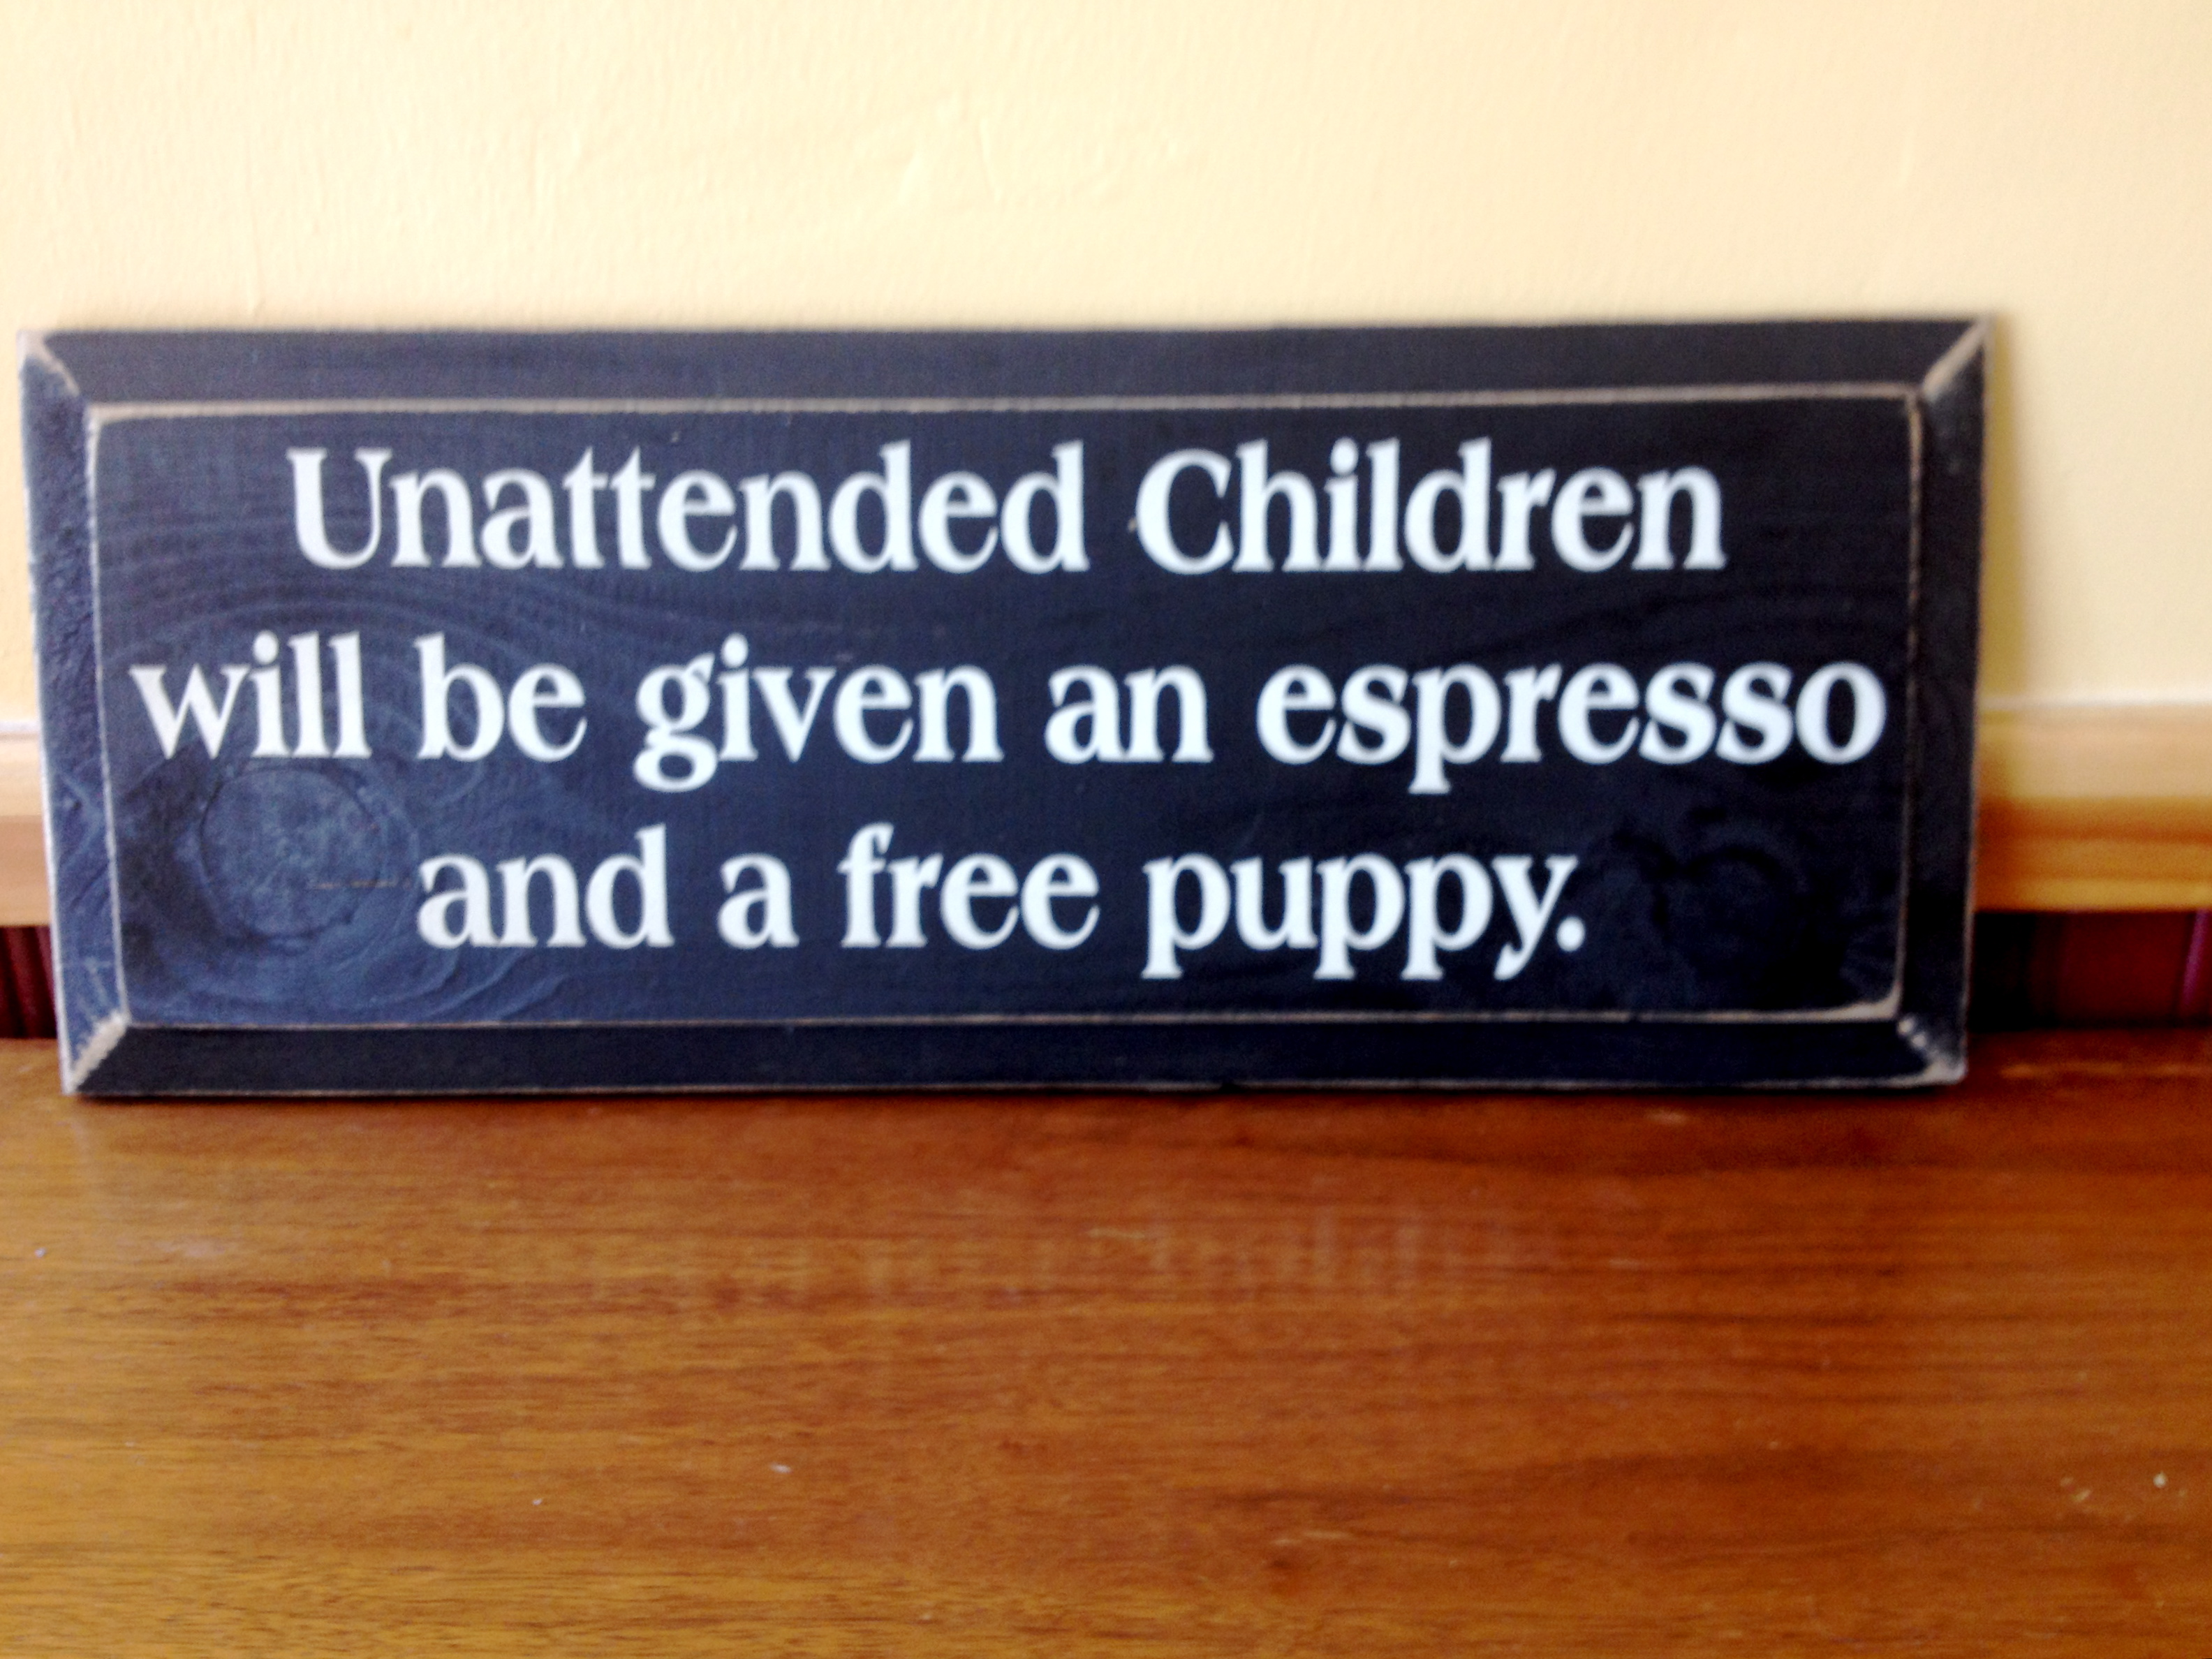 Unattended Children
will be given an espresso
and a free puppy.